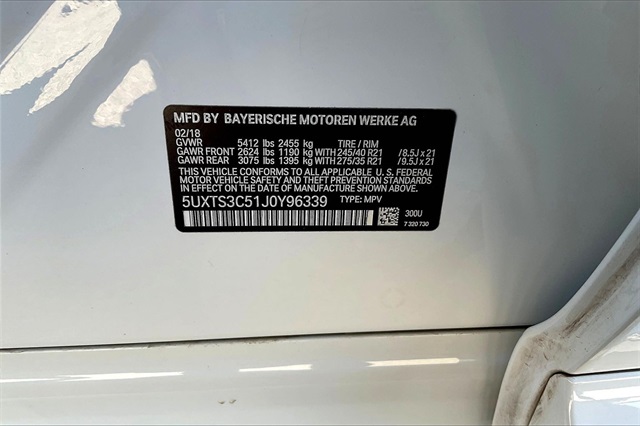 MFD BY BAYERISCHE MOTOREN WERKE AG
02/18
GVWR 5412 lbs 2455 kg TIRE / RIM
GAWR FRONT 2624 lbs 1190 kg WITH 245/40 R21 /8.5J x 21
GAWR REAR 3075 lbs 1395 kg WITH 275/35 R21 /9.5J x 21
THIS VEHICLE CONFORMS TO ALL APPLICABLE U. S. FEDERAL
MOTOR VEHICLE SAFETY STANDARDS IN EFFECT ON
THE DATE OF MANUFACTURE SHOWN ABOVE.
5UXTS3C51J0Y96339 TYPE: MPV
300U
7 320 730